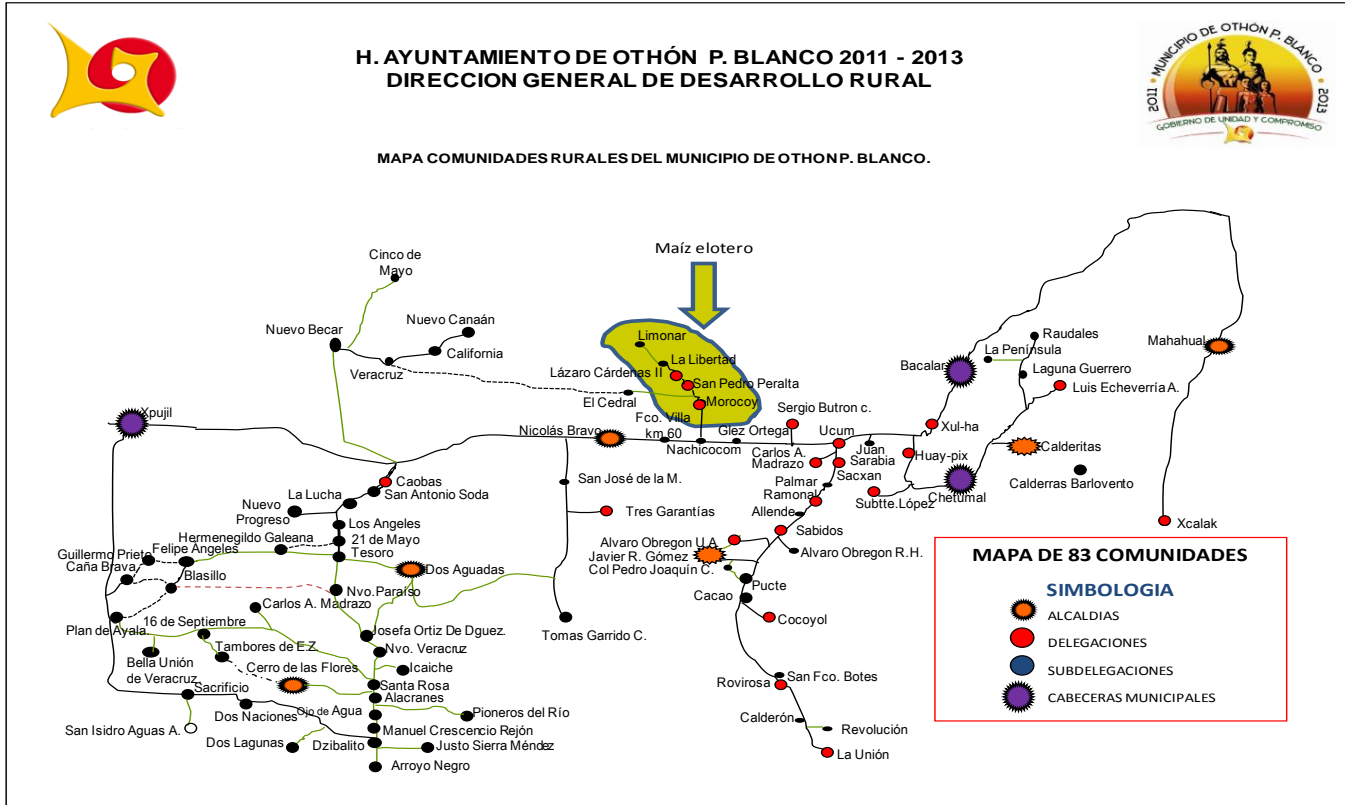 H. AYUNTAMIENTO DE OTHÓN P. BLANCO 2011 - 2013
DIRECCION GENERAL DE DESARROLLO RURAL
2011 • MUNICIPIO DE OTHÓN P. BLANCO • 2013
GOBIERNO DE UNIDAD Y COMPROMISO
MAPA COMUNIDADES RURALES DEL MUNICIPIO DE OTHON P. BLANCO.
Maíz elotero
Cinco de
Mayo
Nuevo Becar
Nuevo Canaán
California
Veracruz
Limonar
La Libertad
Lázaro Cárdenas II
San Pedro Peralta
El Cedral
Morocoy
Fco. Villa
km 60
Nicolás Bravo
Nachicocom
Glez Ortega
Sergio Butron c.
Ucum
Carlos A.
Madrazo
Juan
Sarabia
Sacxan
Palmar
Ramonal
Allende
Sabidos
Subtte.López
Huay-pix
Xul-ha
Bacalar
La Península
Raudales
Laguna Guerrero
Luis Echeverría A.
Mahahual
Calderitas
Calderras Barlovento
Chetumal
Xcalak
Xpujil
Caobas
San Antonio Soda
La Lucha
Nuevo
Progreso
Los Angeles
21 de Mayo
Hermenegildo Galeana
Tesoro
Felipe Angeles
Guillermo Prieto
Caña Brava
Blasillo
Dos Aguadas
Nvo.Paraíso
Carlos A. Madrazo
Plan de Ayala.
16 de Septiembre
Tambores de E.Z
Josefa Ortiz De Dguez.
Nvo. Veracruz
Bella Unión
de Veracruz.
Cerro de las Flores
Icaiche
Santa Rosa
Sacrificio
Alacranes
Dos Naciones
Ojo de Agua
Pioneros del Río
San Isidro Aguas A.
Manuel Crescencio Rejón
Dos Lagunas
Dzibalito
Justo Sierra Méndez
Arroyo Negro
San José de la M.
Tres Garantías
Tomas Garrido C.
Alvaro Obregon U.A
Alvaro Obregon R.H.
Javier R. Gómez
Col Pedro Joaquín C.
Pucte
Cacao
Cocoyol
San Fco. Botes
Rovirosa
Calderón
Revolución
La Unión
MAPA DE 83 COMUNIDADES
SIMBOLOGIA
ALCALDIAS
DELEGACIONES
SUBDELEGACIONES
CABECERAS MUNICIPALES